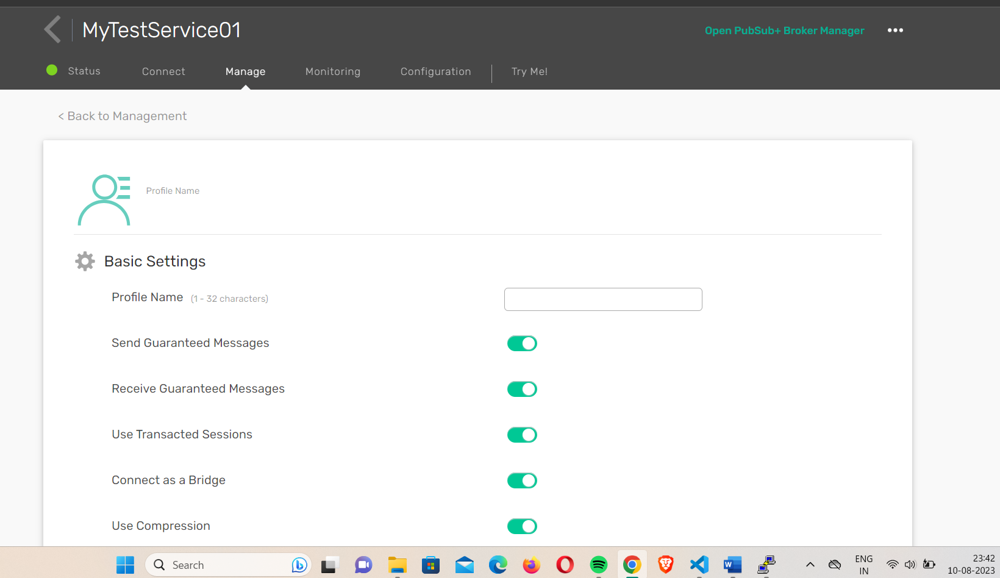 MyTestService01
Open PubSub+ Broker Manager
Status
Connect
Manage
Monitoring
Configuration
Try Me!
< Back to Management
Profile Name
Basic Settings
Profile Name (1 - 32 characters)
Send Guaranteed Messages
Receive Guaranteed Messages
Use Transacted Sessions
Connect as a Bridge
Use Compression
Search
W
ENG
IN
23:42
10-08-2023